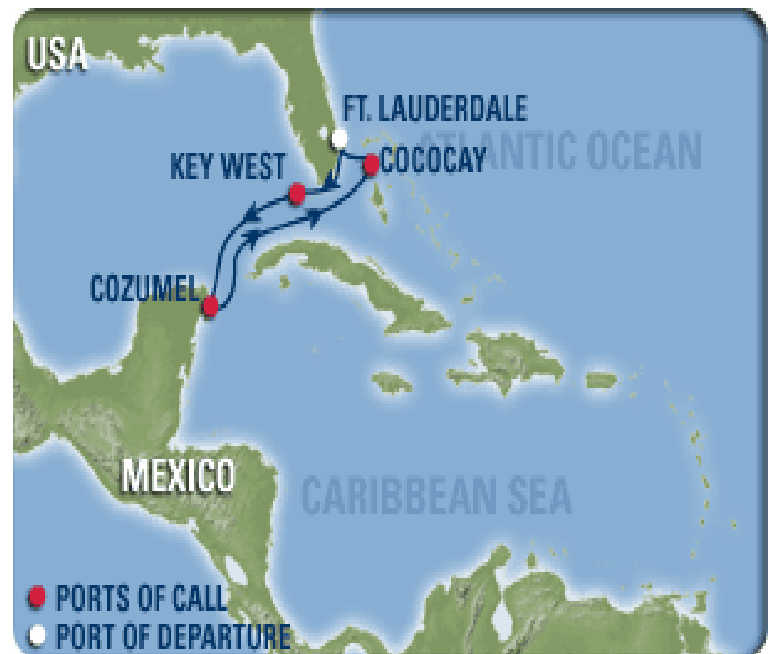 USA
FT. LAUDERDALE
ATLANTIC OCEAN
KEY WEST
COCOCAY
COZUMEL
MEXICO
CARIBBEAN SEA
PORTS OF CALL
PORT OF DEPARTURE